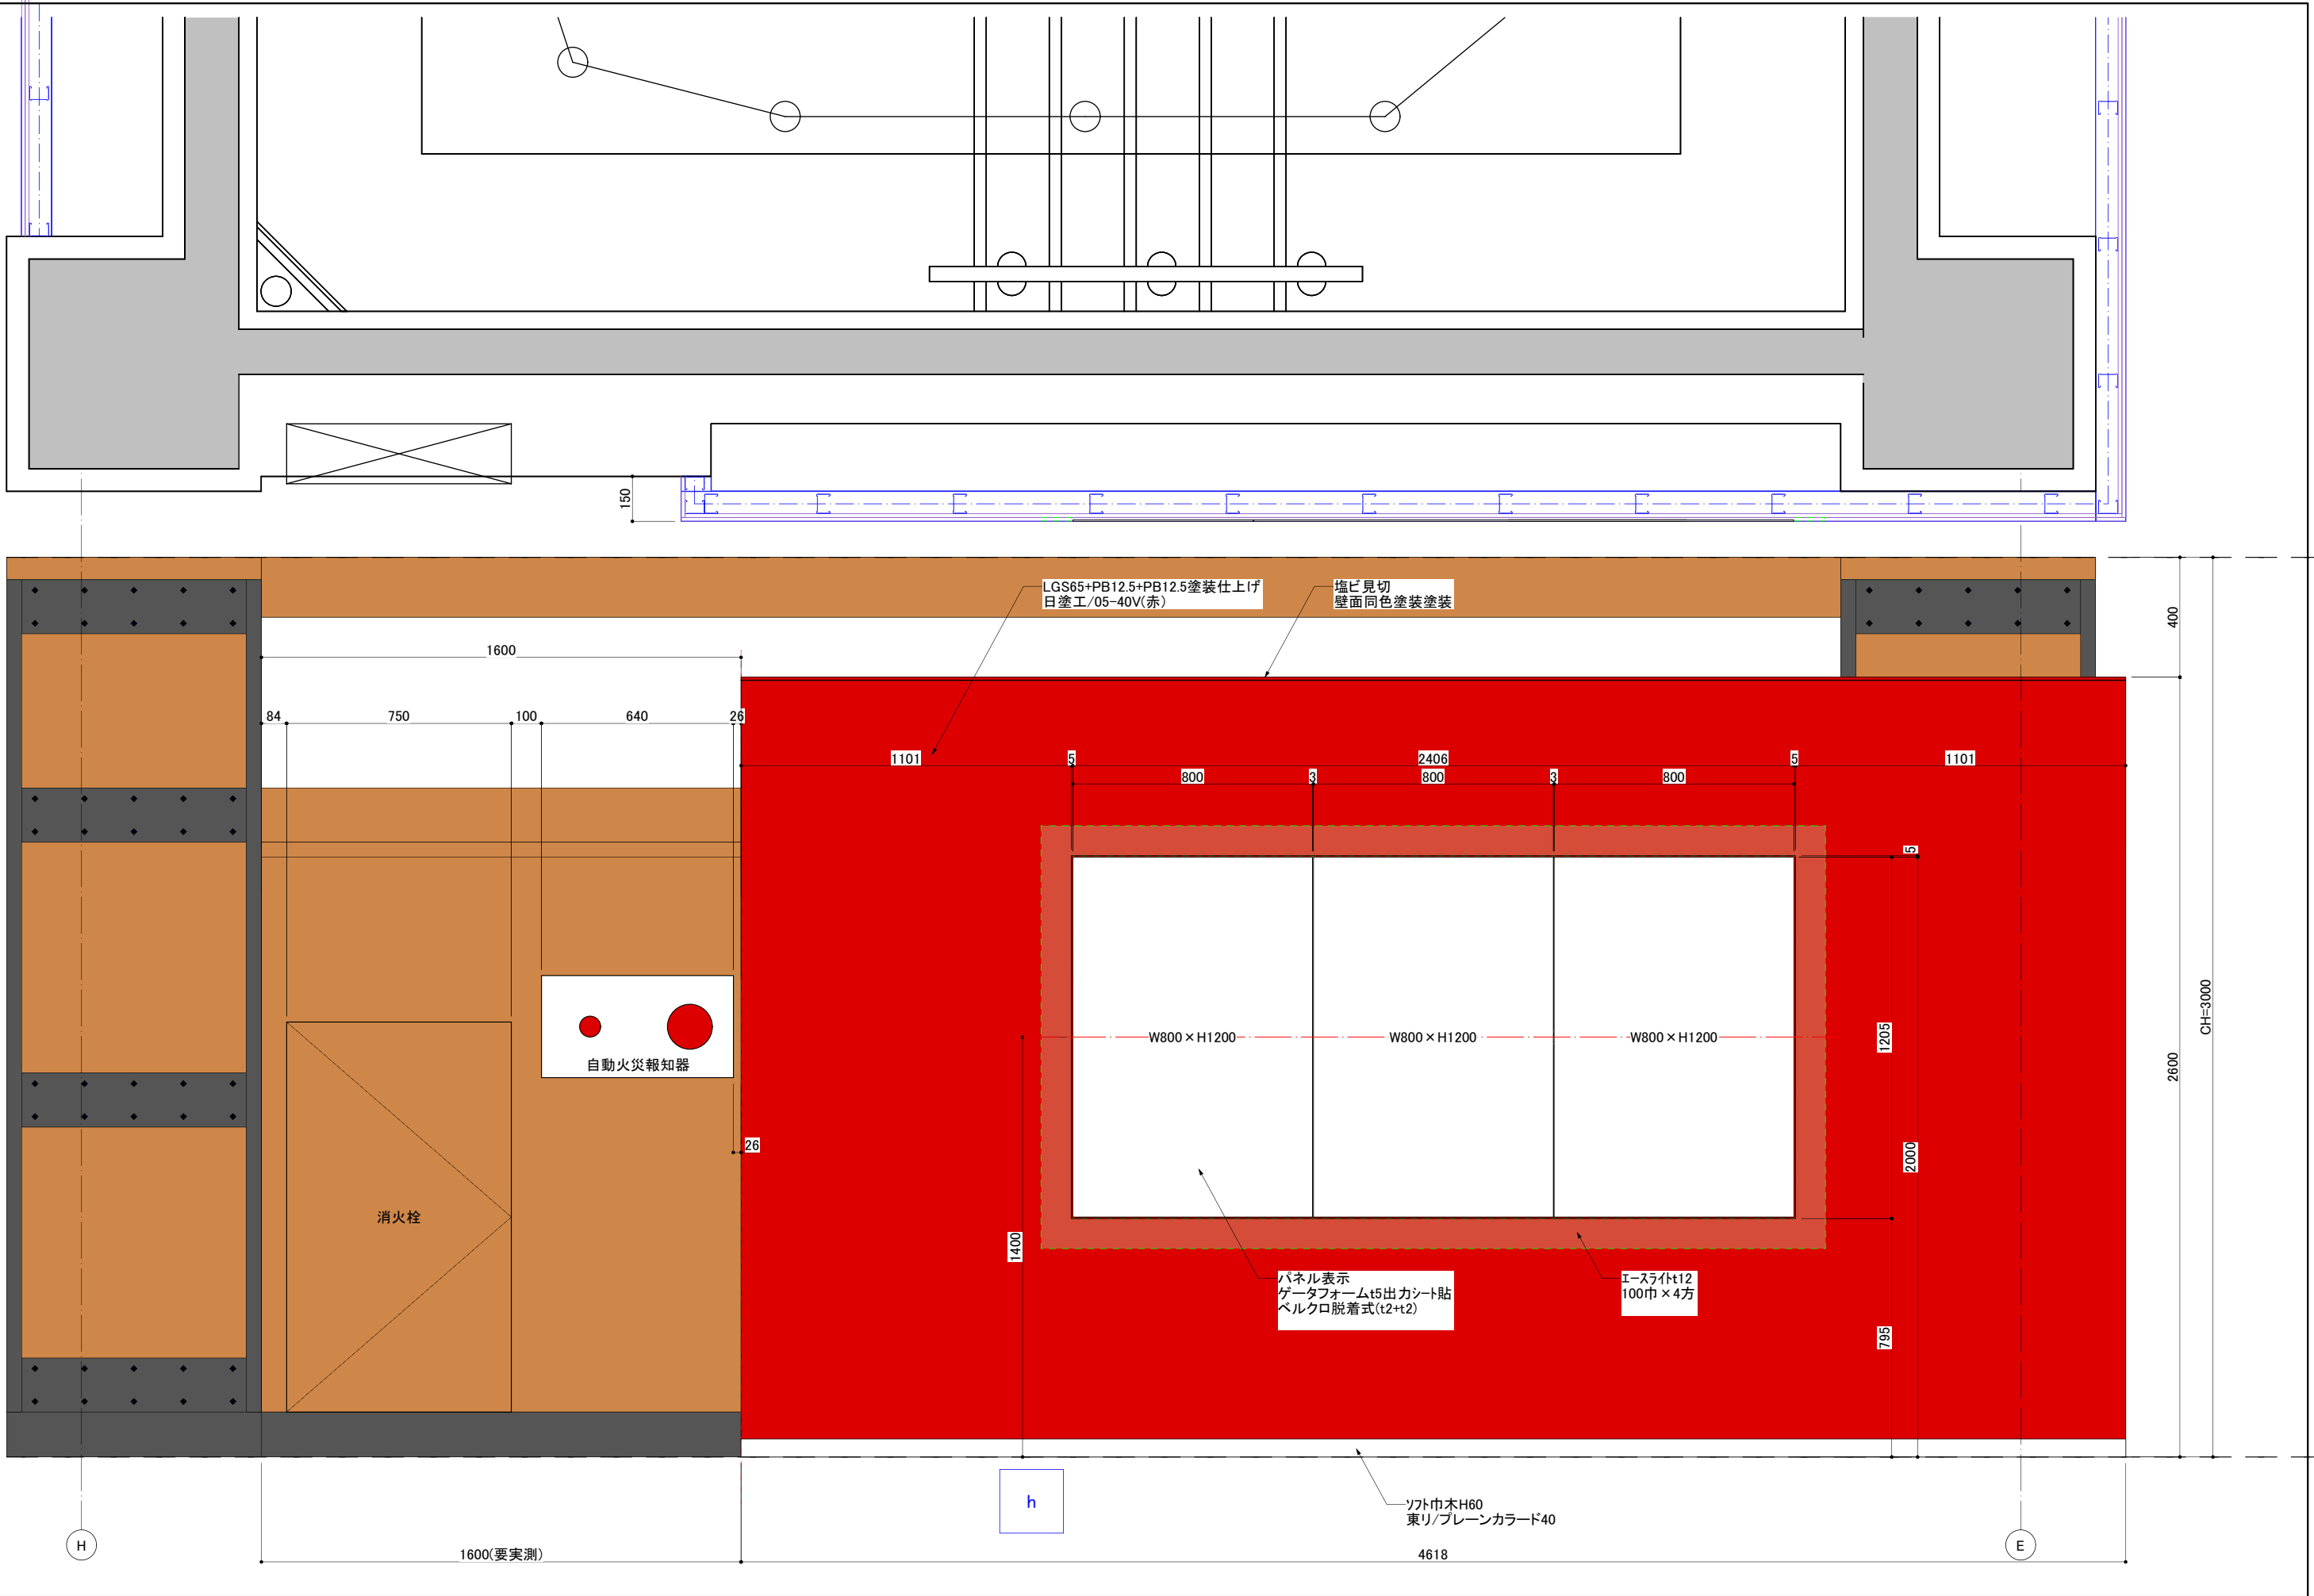 150
LGS65+PB12.5+PB12.5塗装仕上げ
日塗工/05-40V(赤)
塩ビ見切
壁面同色塗装塗装
400
1600
84
750
100
640
26
1101
5
2406
5
1101
800
3
800
3
800
5
CH=3000
W800×H1200
W800×H1200
W800×H1200
1205
自動火災報知器
2600
26
2000
消火栓
1400
パネル表示
ゲータフォームt5出力シート貼
ベルクロ脱着式(t2+t2)
エースライトt12
100巾×4方
795
h
ソフト巾木H60
東リ/プレーンカラード40
H
E
1600(要実測)
4618